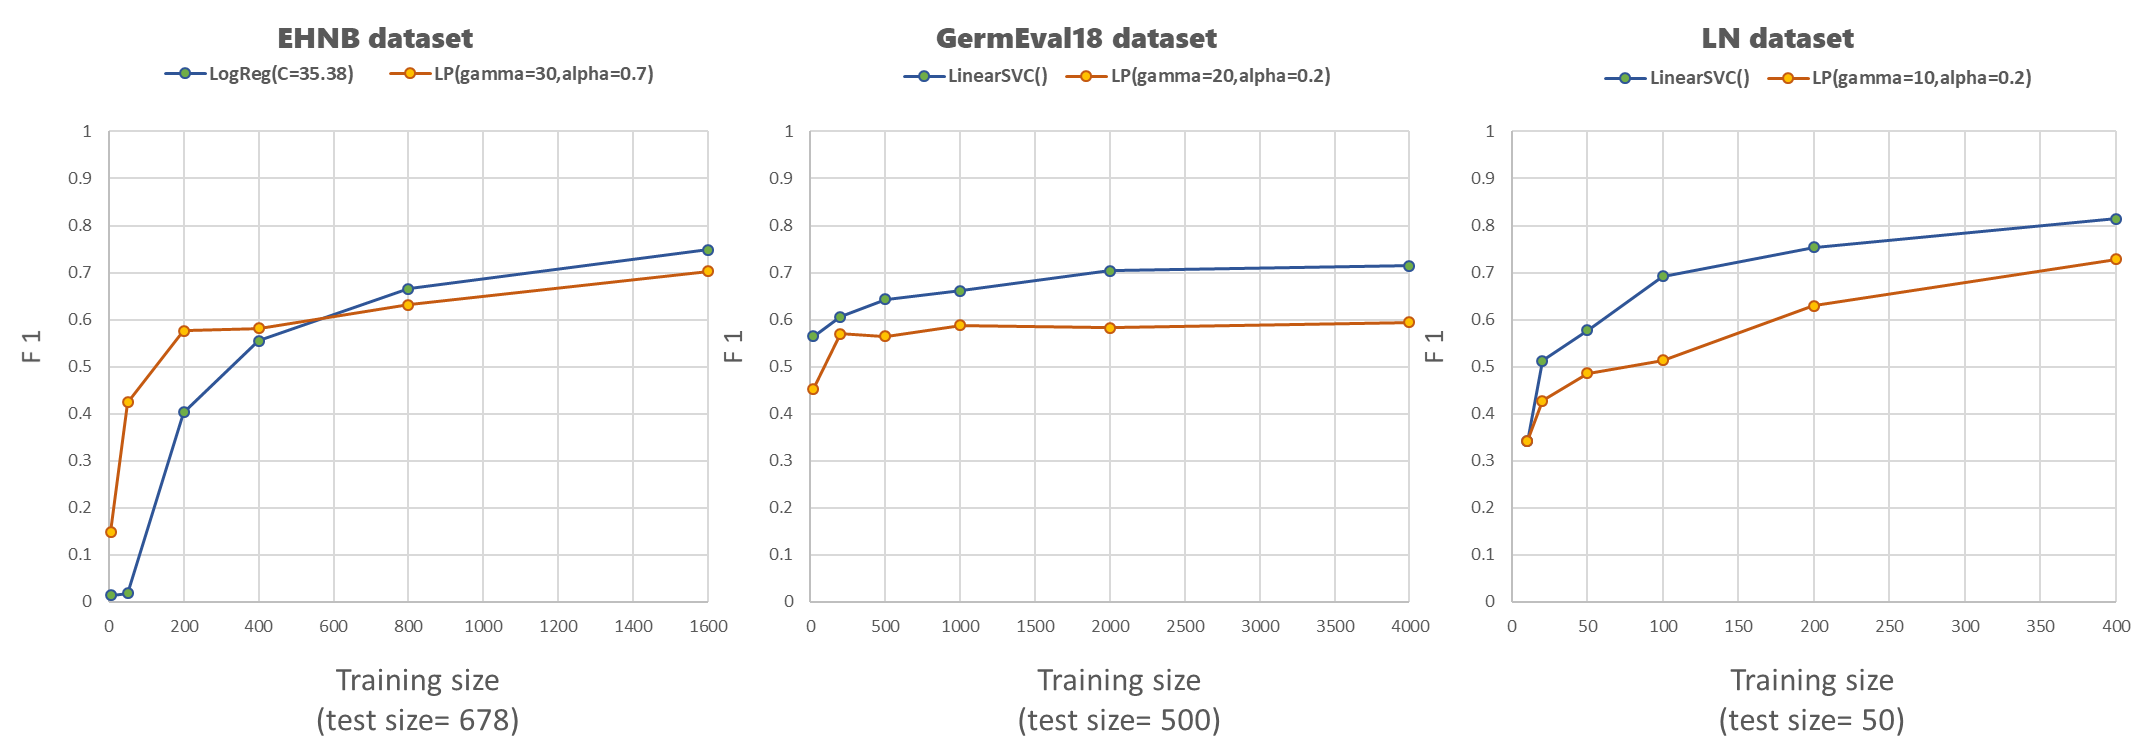 EHNB dataset
LogReg(C=35.38) LP(gamma=30,alpha=0.7)
1
0.9
0.8
0.7
0.6
0.5
0.4
0.3
0.2
0.1
0
F 1
0 200 400 600 800 1000 1200 1400 1600
Training size
(test size= 678)
GermEval18 dataset
LinearSVC() LP(gamma=20,alpha=0.2)
1
0.9
0.8
0.7
0.6
0.5
0.4
0.3
0.2
0.1
0
F 1
0 500 1000 1500 2000 2500 3000 3500 4000
Training size
(test size= 500)
LN dataset
LinearSVC() LP(gamma=10,alpha=0.2)
1
0.9
0.8
0.7
0.6
0.5
0.4
0.3
0.2
0.1
0
F 1
0 50 100 150 200 250 300 350 400
Training size
(test size= 50)